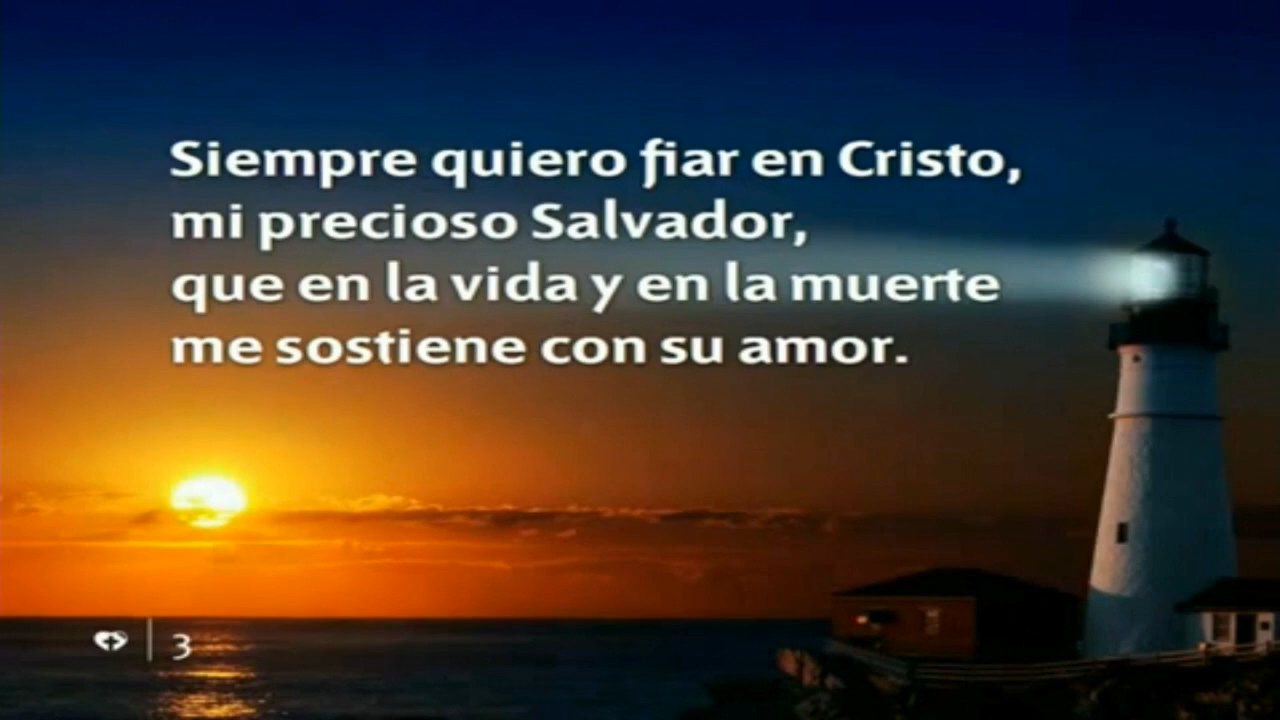 Siempre quiero fiar en Cristo,
mi precioso Salvador,
que en la vida y en la muerte
me sostiene con su amor.
3